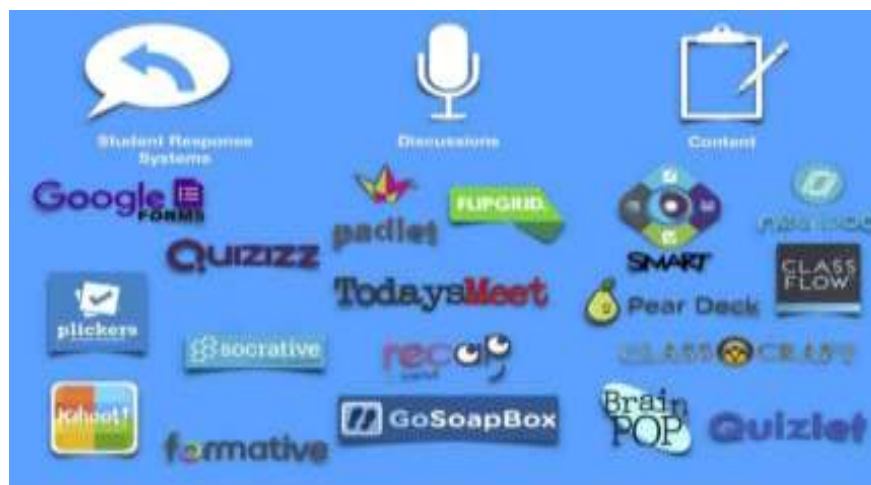 Student Response
Systems
Discussions
Content
Google
FORMS
Quizizz
plickers
socrative
Kahoot!
formative
padlet
FLIPGRID.
TodaysMeet
recap
GoSoapBox
SMART
CLASS
FLOW
Pear Deck
CLASSCRAFT
Brain
POP
Quizlet